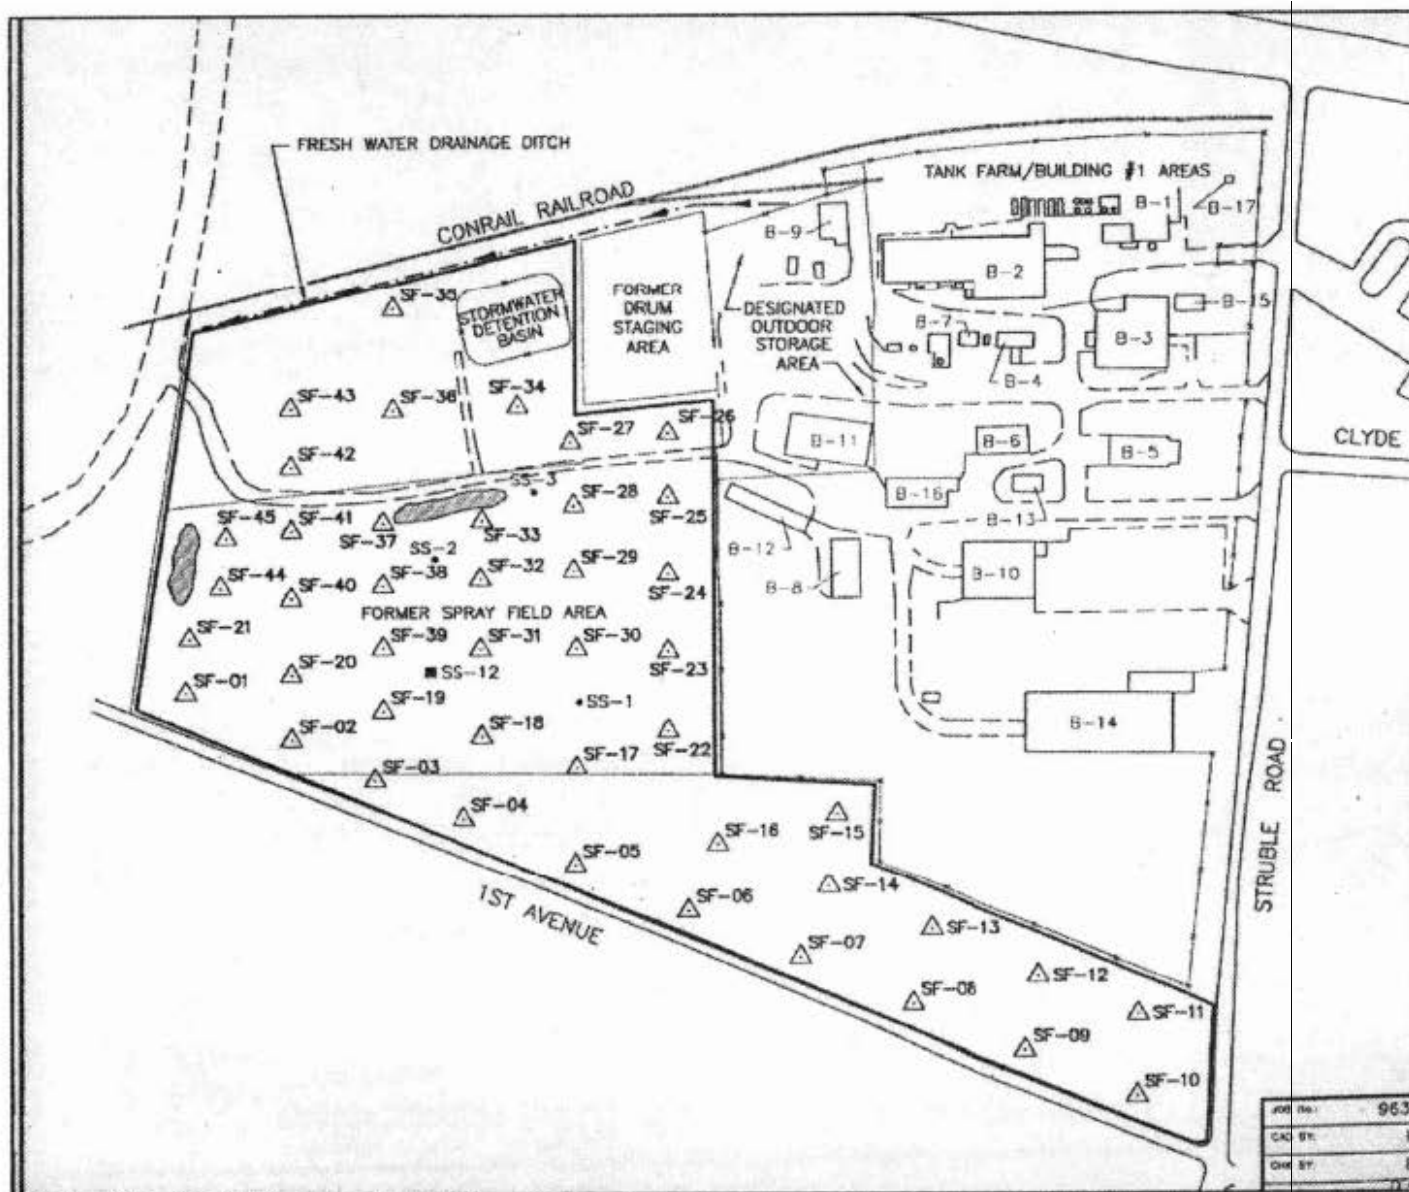 FRESH WATER DRAINAGE DITCH
CONRAIL RAILROAD
TANK FARM/BUILDING #1 AREAS
B-1
B-17
B-9
B-2
SF-35
STORMWATER
DETENTION
BASIN
FORMER
DRUM
STAGING
AREA
DESIGNATED
OUTDOOR
STORAGE
AREA
B-7
B-15
B-3
B-4
SF-43
SF-36
SF-34
SF-26
SF-27
B-11
B-6
B-5
CLYDE
SF-42
SS-3
SF-28
SF-25
B-16
B-13
SF-45
SF-41
SF-37
SF-33
SS-2
B-12
SF-44
SF-40
SF-38
SF-32
SF-29
SF-24
B-8
B-10
FORMER SPRAY FIELD AREA
SF-21
SF-39
SF-31
SF-30
SF-23
SF-01
SF-20
SS-12
SF-19
SS-1
SF-02
SF-18
SF-22
B-14
SF-03
SF-17
STRUBLE ROAD
SF-04
SF-16
SF-15
SF-05
SF-14
1ST AVENUE
SF-06
SF-13
SF-07
SF-12
SF-08
SF-11
SF-09
SF-10
JOB No.: 963
CAD BY:
CHK BY: